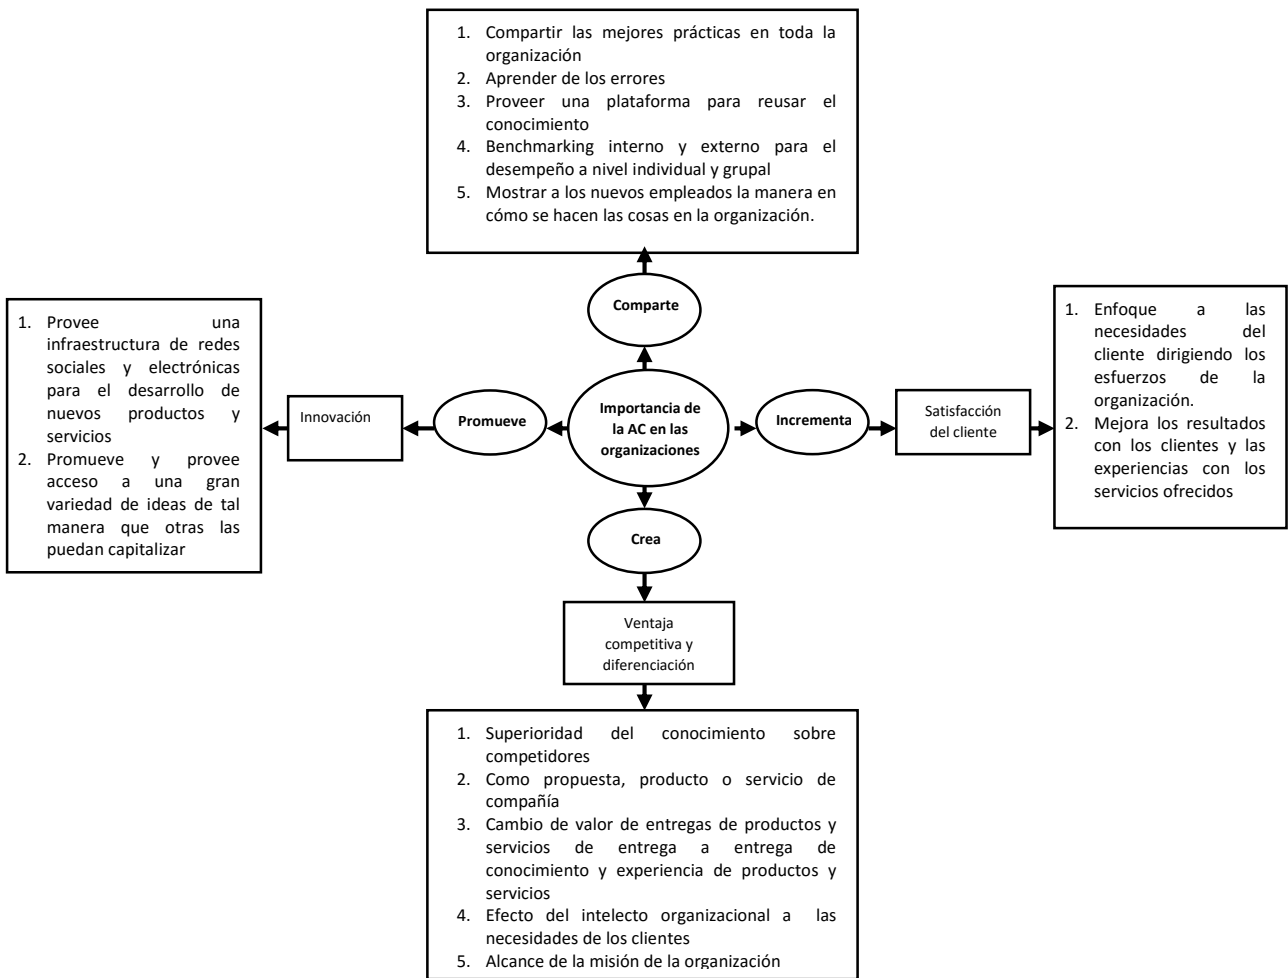 1. Compartir las mejores prácticas en toda la
organización
2. Aprender de los errores
3. Proveer una plataforma para reusar el
conocimiento
4. Benchmarking interno y externo para el
desempeño a nivel individual y grupal
5. Mostrar a los nuevos empleados la manera en
cómo se hacen las cosas en la organización.
Comparte
1. Provee una
infraestructura de redes
sociales y electrónicas
para el desarrollo de
nuevos productos y
servicios
2. Promueve y provee
acceso a una gran
variedad de ideas de tal
manera que otras las
puedan capitalizar
Innovación
Promueve
Importancia de
la AC en las
organizaciones
Incrementa
Satisfacción
del cliente
1. Enfoque a las
necesidades del
cliente dirigiendo los
esfuerzos de la
organización.
2. Mejora los resultados
con los clientes y las
experiencias con los
servicios ofrecidos
Crea
Ventaja
competitiva y
diferenciación
1. Superioridad del conocimiento sobre
competidores
2. Como propuesta, producto o servicio de
compañía
3. Cambio de valor de entregas de productos y
servicios de entrega a entrega de
conocimiento y experiencia de productos y
servicios
4. Efecto del intelecto organizacional a las
necesidades de los clientes
5. Alcance de la misión de la organización